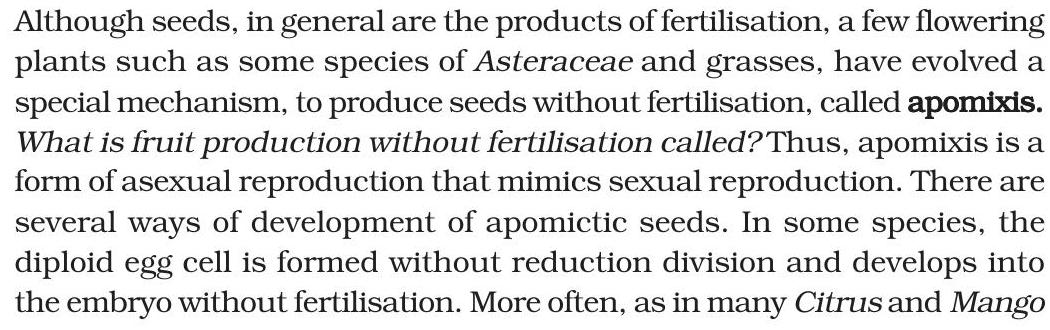 Although seeds, in general are the products of fertilisation, a few flowering
plants such as some species of Asteraceae and grasses, have evolved a
special mechanism, to produce seeds without fertilisation, called apomixis.
What is fruit production without fertilisation called? Thus, apomixis is a
form of asexual reproduction that mimics sexual reproduction. There are
several ways of development of apomictic seeds. In some species, the
diploid egg cell is formed without reduction division and develops into
the embryo without fertilisation. More often, as in many Citrus and Mango